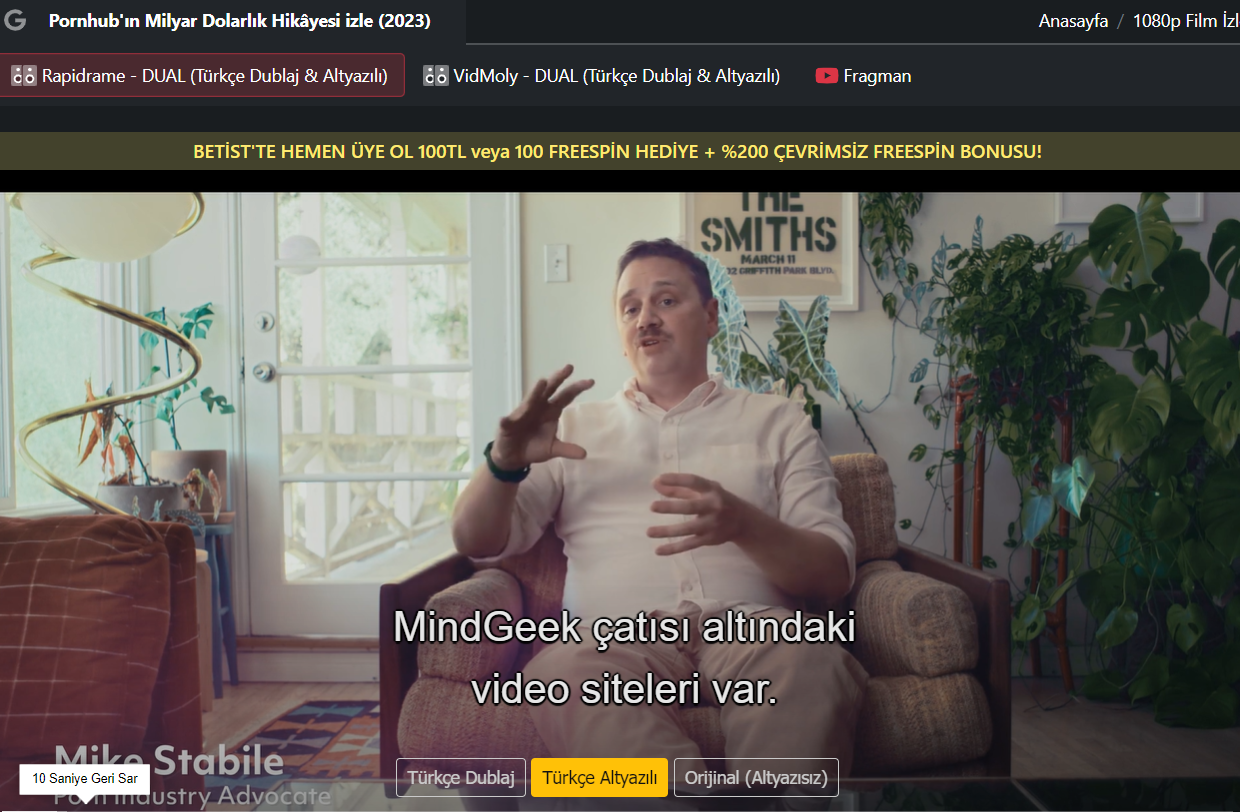 Pornhub'ın Milyar Dolarlık Hikâyesi izle (2023)
Anasayfa / 1080p Film İzl
Rapidrame - DUAL (Türkçe Dublaj & Altyazılı)
VidMoly - DUAL (Türkçe Dublaj & Altyazılı)
Fragman
BETİST'TE HEMEN ÜYE OL 100TL veya 100 FREESPİN HEDİYE + %200 ÇEVRİMSİZ FREESPİN BONUSU!
THE
SMITHS
MARCH 11
GRIFFITH PARK BLVD.
MindGeek çatısı altındaki
video siteleri var.
Mike Stabile
Porn Industry Advocate
10 Saniye Geri Sar
Türkçe Dublaj
Türkçe Altyazılı
Orijinal (Altyazısız)